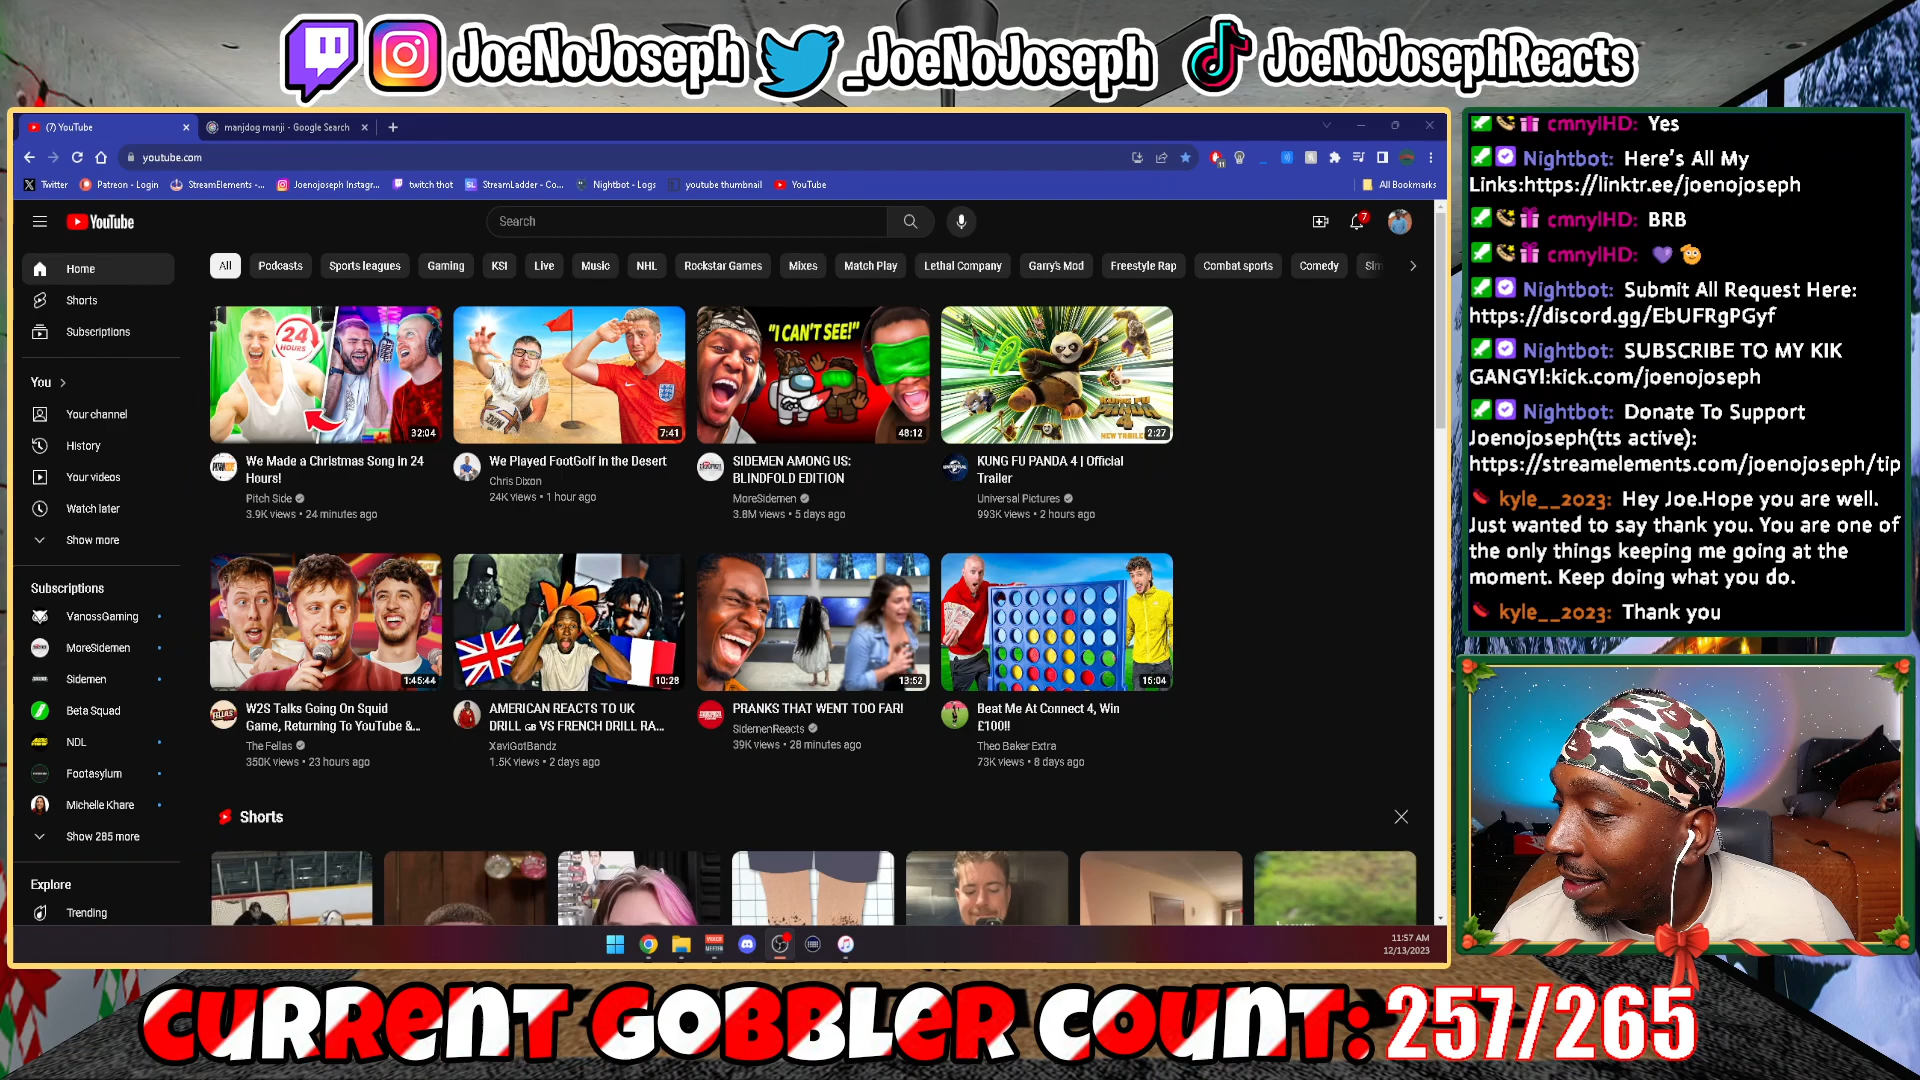 JoeNoJoseph _JoeNoJoseph JoeNoJosephReacts
(7) YouTube
manjdog manji - Google Search
youtube.com
Twitter
Patreon - Login
StreamElements -...
Joenojoseph Instagr...
twitch thot
StreamLadder - Co...
Nightbot - Logs
youtube thumbnail
YouTube
All Bookmarks
YouTube
Search
7
Home
Shorts
Subscriptions
You
Your channel
History
Your videos
Watch later
Show more
Subscriptions
VanossGaming
MoreSidemen
Sidemen
Beta Squad
NDL
Footasylum
Michelle Khare
Show 285 more
Explore
Trending
All
Podcasts
Sports leagues
Gaming
KSI
Live
Music
NHL
Rockstar Games
Mixes
Match Play
Lethal Company
Garry's Mod
Freestyle Rap
Combat sports
Comedy
24
HOURS
32:04
We Made a Christmas Song in 24
Hours!
Pitch Side
3.9K views • 24 minutes ago
7:41
We Played FootGolf in the Desert
Chris Dixon
24K views • 1 hour ago
"I CAN'T SEE!"
48:12
SIDEMEN AMONG US:
BLINDFOLD EDITION
MoreSidemen
3.8M views • 5 days ago
KUNG FU
PANDA 4
NEW TRAILER
2:27
KUNG FU PANDA 4 | Official
Trailer
Universal Pictures
993K views • 2 hours ago
1:45:44
W2S Talks Going On Squid
Game, Returning To YouTube &...
The Fellas
350K views • 23 hours ago
10:28
AMERICAN REACTS TO UK
DRILL GB VS FRENCH DRILL RA...
XaviGotBandz
1.5K views • 2 days ago
13:52
PRANKS THAT WENT TOO FAR!
SidemenReacts
39K views • 28 minutes ago
15:04
Beat Me At Connect 4, Win
£100!!
Theo Baker Extra
73K views • 8 days ago
Shorts
11:57 AM
12/13/2023
cmnylHD: Yes
Nightbot: Here's All My
Links:https://linktr.ee/joenojoseph
cmnylHD: BRB
cmnylHD: 💜 🫡
Nightbot: Submit All Request Here:
https://discord.gg/EbUFRgPGyf
Nightbot: SUBSCRIBE TO MY KIK
GANGY!:kick.com/joenojoseph
Nightbot: Donate To Support
Joenojoseph(tts active):
https://streamelements.com/joenojoseph/tip
kyle__2023: Hey Joe.Hope you are well.
Just wanted to say thank you. You are one of
the only things keeping me going at the
moment. Keep doing what you do.
kyle__2023: Thank you
CURRENT GOBBLER COUNT: 257/265